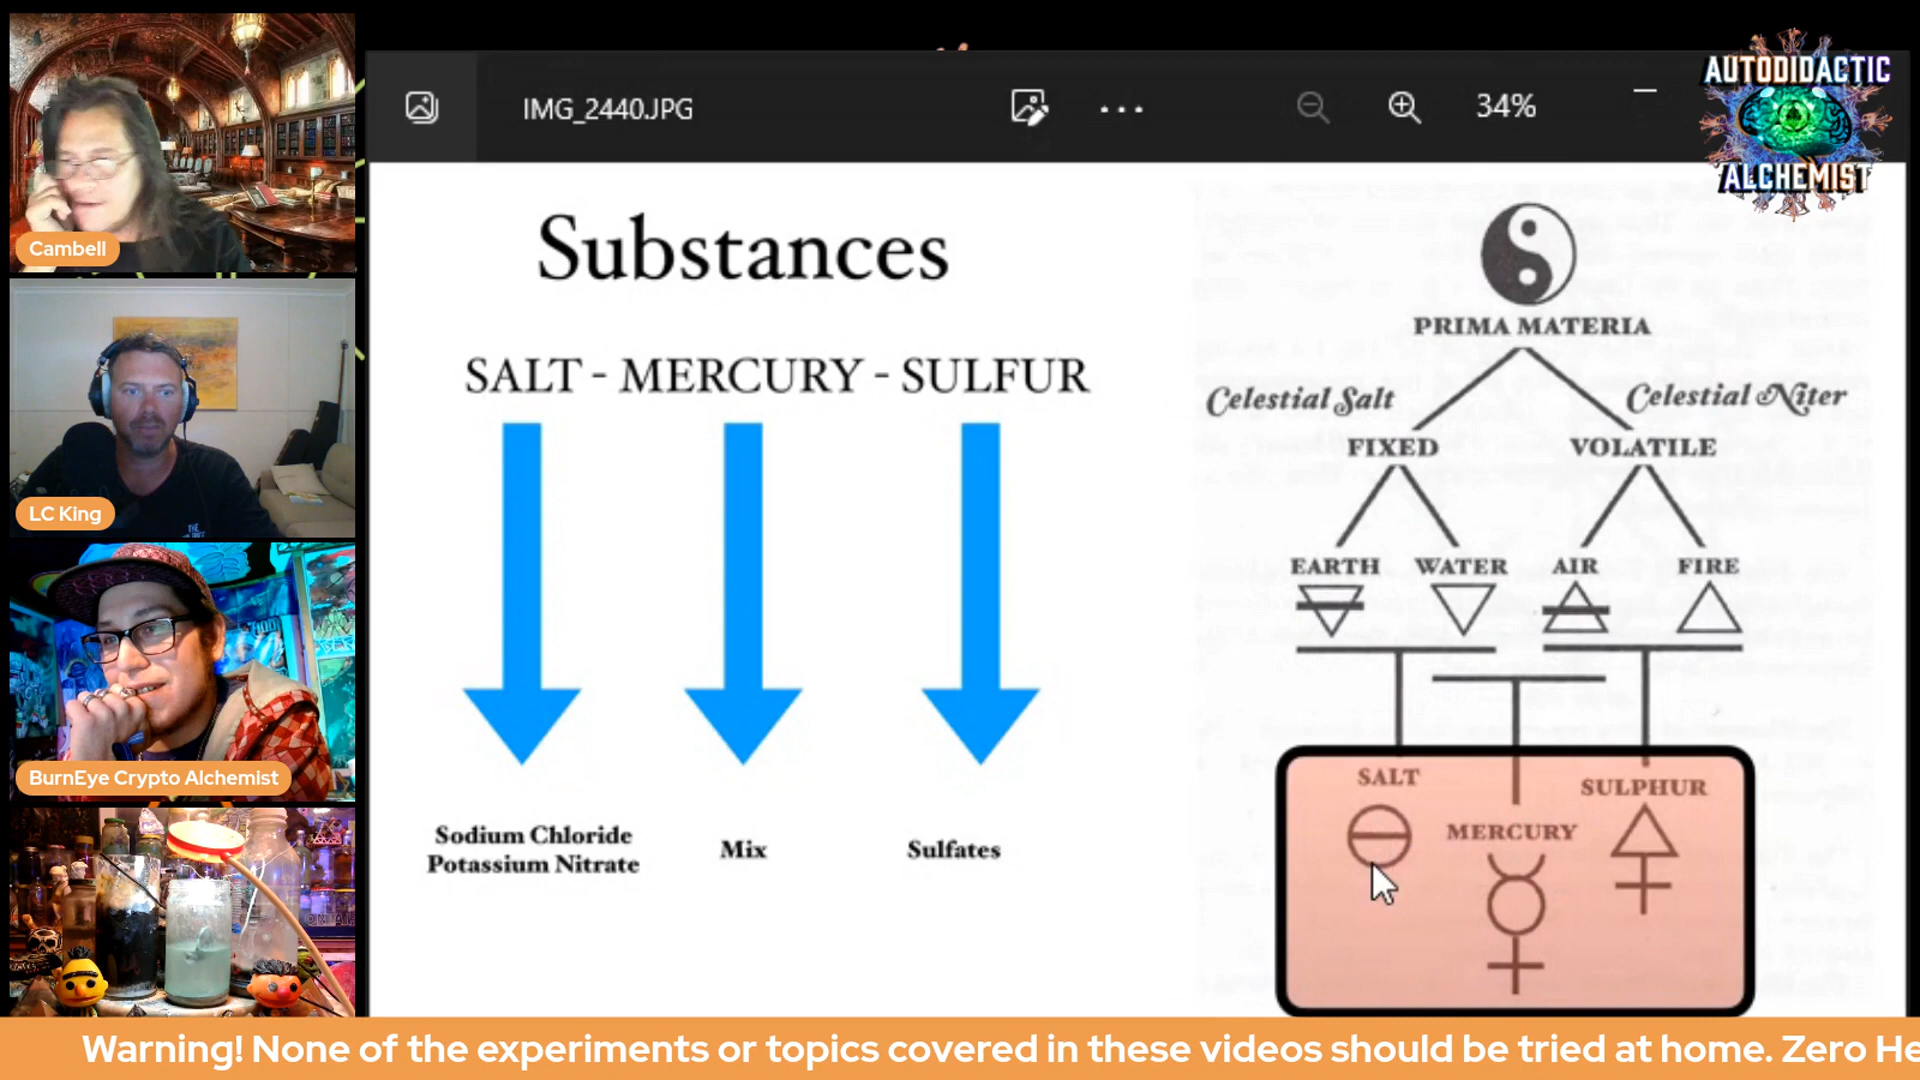 IMG_2440.JPG
34%
AUTODIDACTIC
ALCHEMIST
Cambell
LC King
BurnEye Crypto Alchemist
Substances
SALT - MERCURY - SULFUR
Sodium Chloride
Potassium Nitrate
Mix
Sulfates
PRIMA MATERIA
Celestial Salt
Celestial Niter
FIXED
VOLATILE
EARTH
WATER
AIR
FIRE
SALT
MERCURY
SULPHUR
Warning! None of the experiments or topics covered in these videos should be tried at home. Zero He